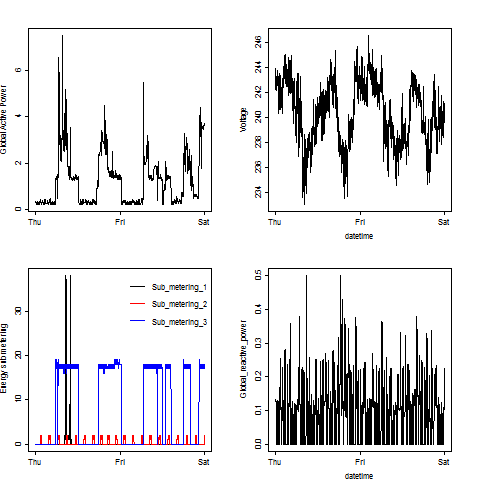 Global Active Power
0 2 4 6
Thu Fri Sat
Voltage
234 236 238 240 242 244 246
Thu Fri Sat
datetime
Energy sub metering
0 10 20 30
Sub_metering_1
Sub_metering_2
Sub_metering_3
Thu Fri Sat
Global_reactive_power
0.0 0.1 0.2 0.3 0.4 0.5
Thu Fri Sat
datetime